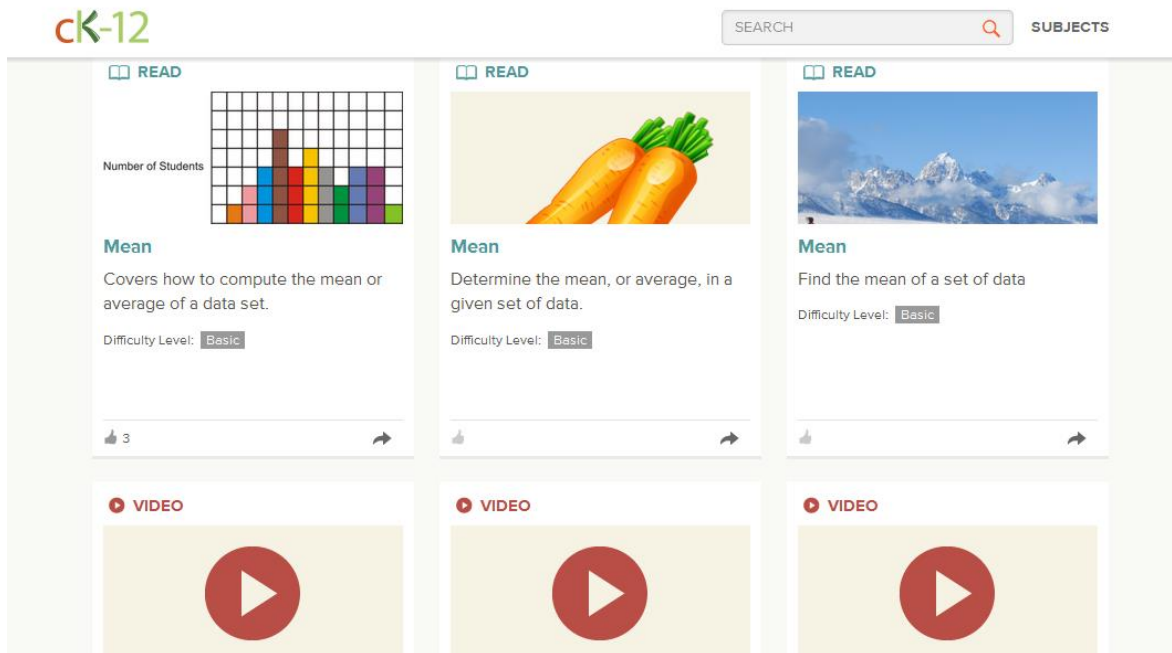 cK-12
SEARCH
SUBJECTS
READ
Number of Students
Mean
Covers how to compute the mean or
average of a data set.
Difficulty Level: Basic
3
READ
Mean
Determine the mean, or average, in a
given set of data.
Difficulty Level: Basic
READ
Mean
Find the mean of a set of data
Difficulty Level: Basic
VIDEO
VIDEO
VIDEO